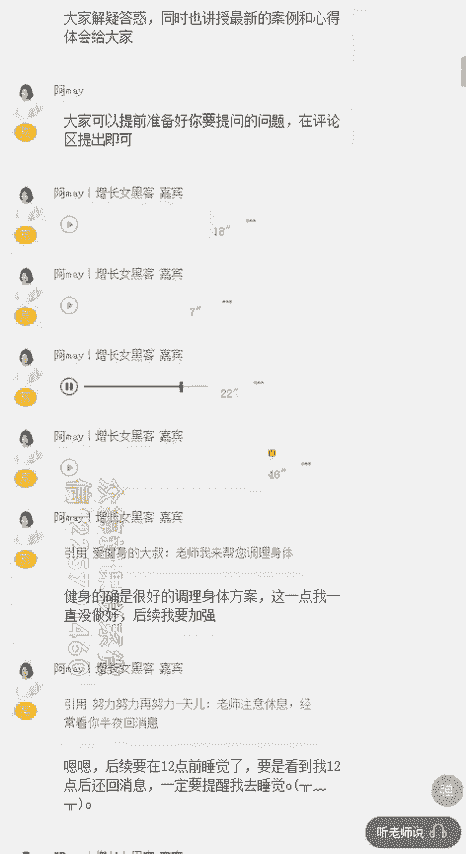 大家解疑答惑，同时也讲授最新的案例和心得
体会给大家
阿may
大家可以提前准备好你要提问的问题，在评论
区提出即可
阿may | 增长女黑客 嘉宾
18"
阿may | 增长女黑客 嘉宾
7"
阿may | 增长女黑客 嘉宾
22"
阿may | 增长女黑客 嘉宾
46"
阿may | 增长女黑客 嘉宾
引用 爱健身的大叔：老师我来帮您调理身体
健身的确是很好的调理身体方案，这一点我一
直没做好，后续我要加强
阿may | 增长女黑客 嘉宾
引用 努力努力再努力一天儿：老师注意休息，经
常看你半夜回消息
嗯嗯，后续要在12点前睡觉了，要是看到我12
点后还回消息，一定要提醒我去睡觉。(╥﹏
╥)。
听老师说